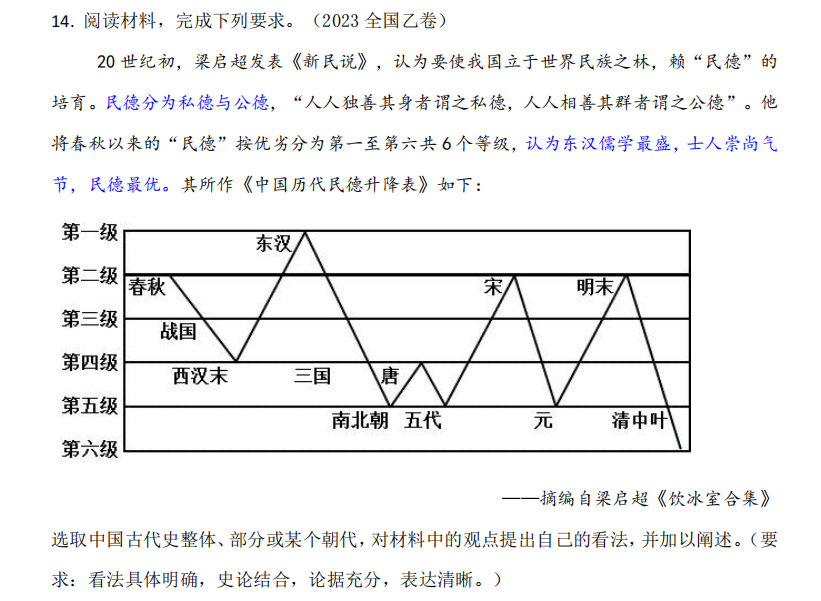 14. 阅读材料，完成下列要求。（2023 全国乙卷）
20 世纪初，梁启超发表《新民说》，认为要使我国立于世界民族之林，赖“民德”的
培育。民德分为私德与公德，“人人独善其身者谓之私德，人人相善其群者谓之公德”。他
将春秋以来的“民德”按优劣分为第一至第六共 6 个等级，认为东汉儒学最盛，士人崇尚气
节，民德最优。其所作《中国历代民德升降表》如下：
第一级
东汉
第二级
春秋
宋
明末
第三级
战国
第四级
西汉末
三国
唐
第五级
南北朝
五代
元
清中叶
第六级
——摘编自梁启超《饮冰室合集》
选取中国古代史整体、部分或某个朝代，对材料中的观点提出自己的看法，并加以阐述。（要
求：看法具体明确，史论结合，论据充分，表达清晰。）